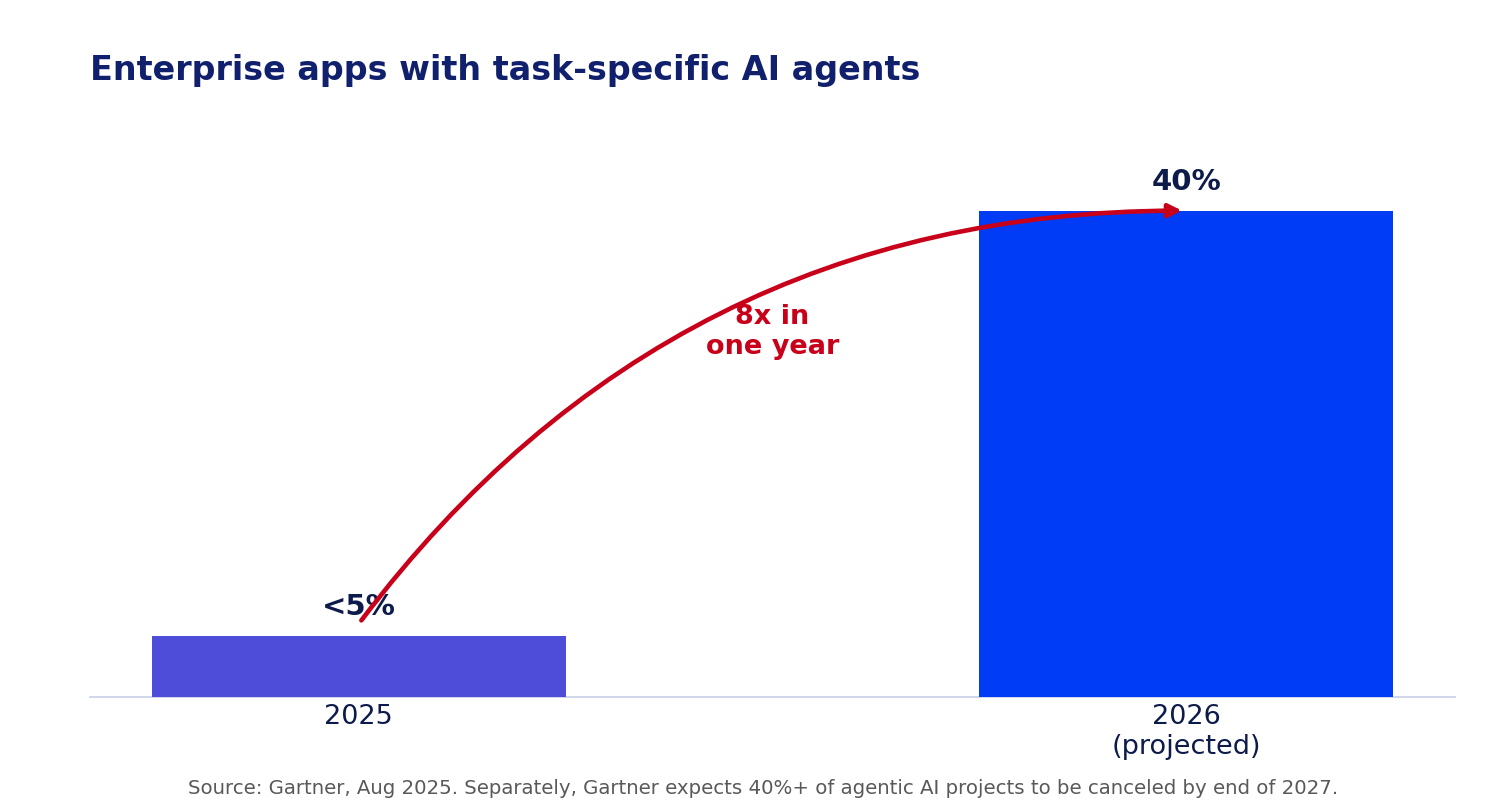 Enterprise apps with task-specific AI agents
40%
8x in
one year
<5%
2025
2026
(projected)
Source: Gartner, Aug 2025. Separately, Gartner expects 40%+ of agentic AI projects to be canceled by end of 2027.